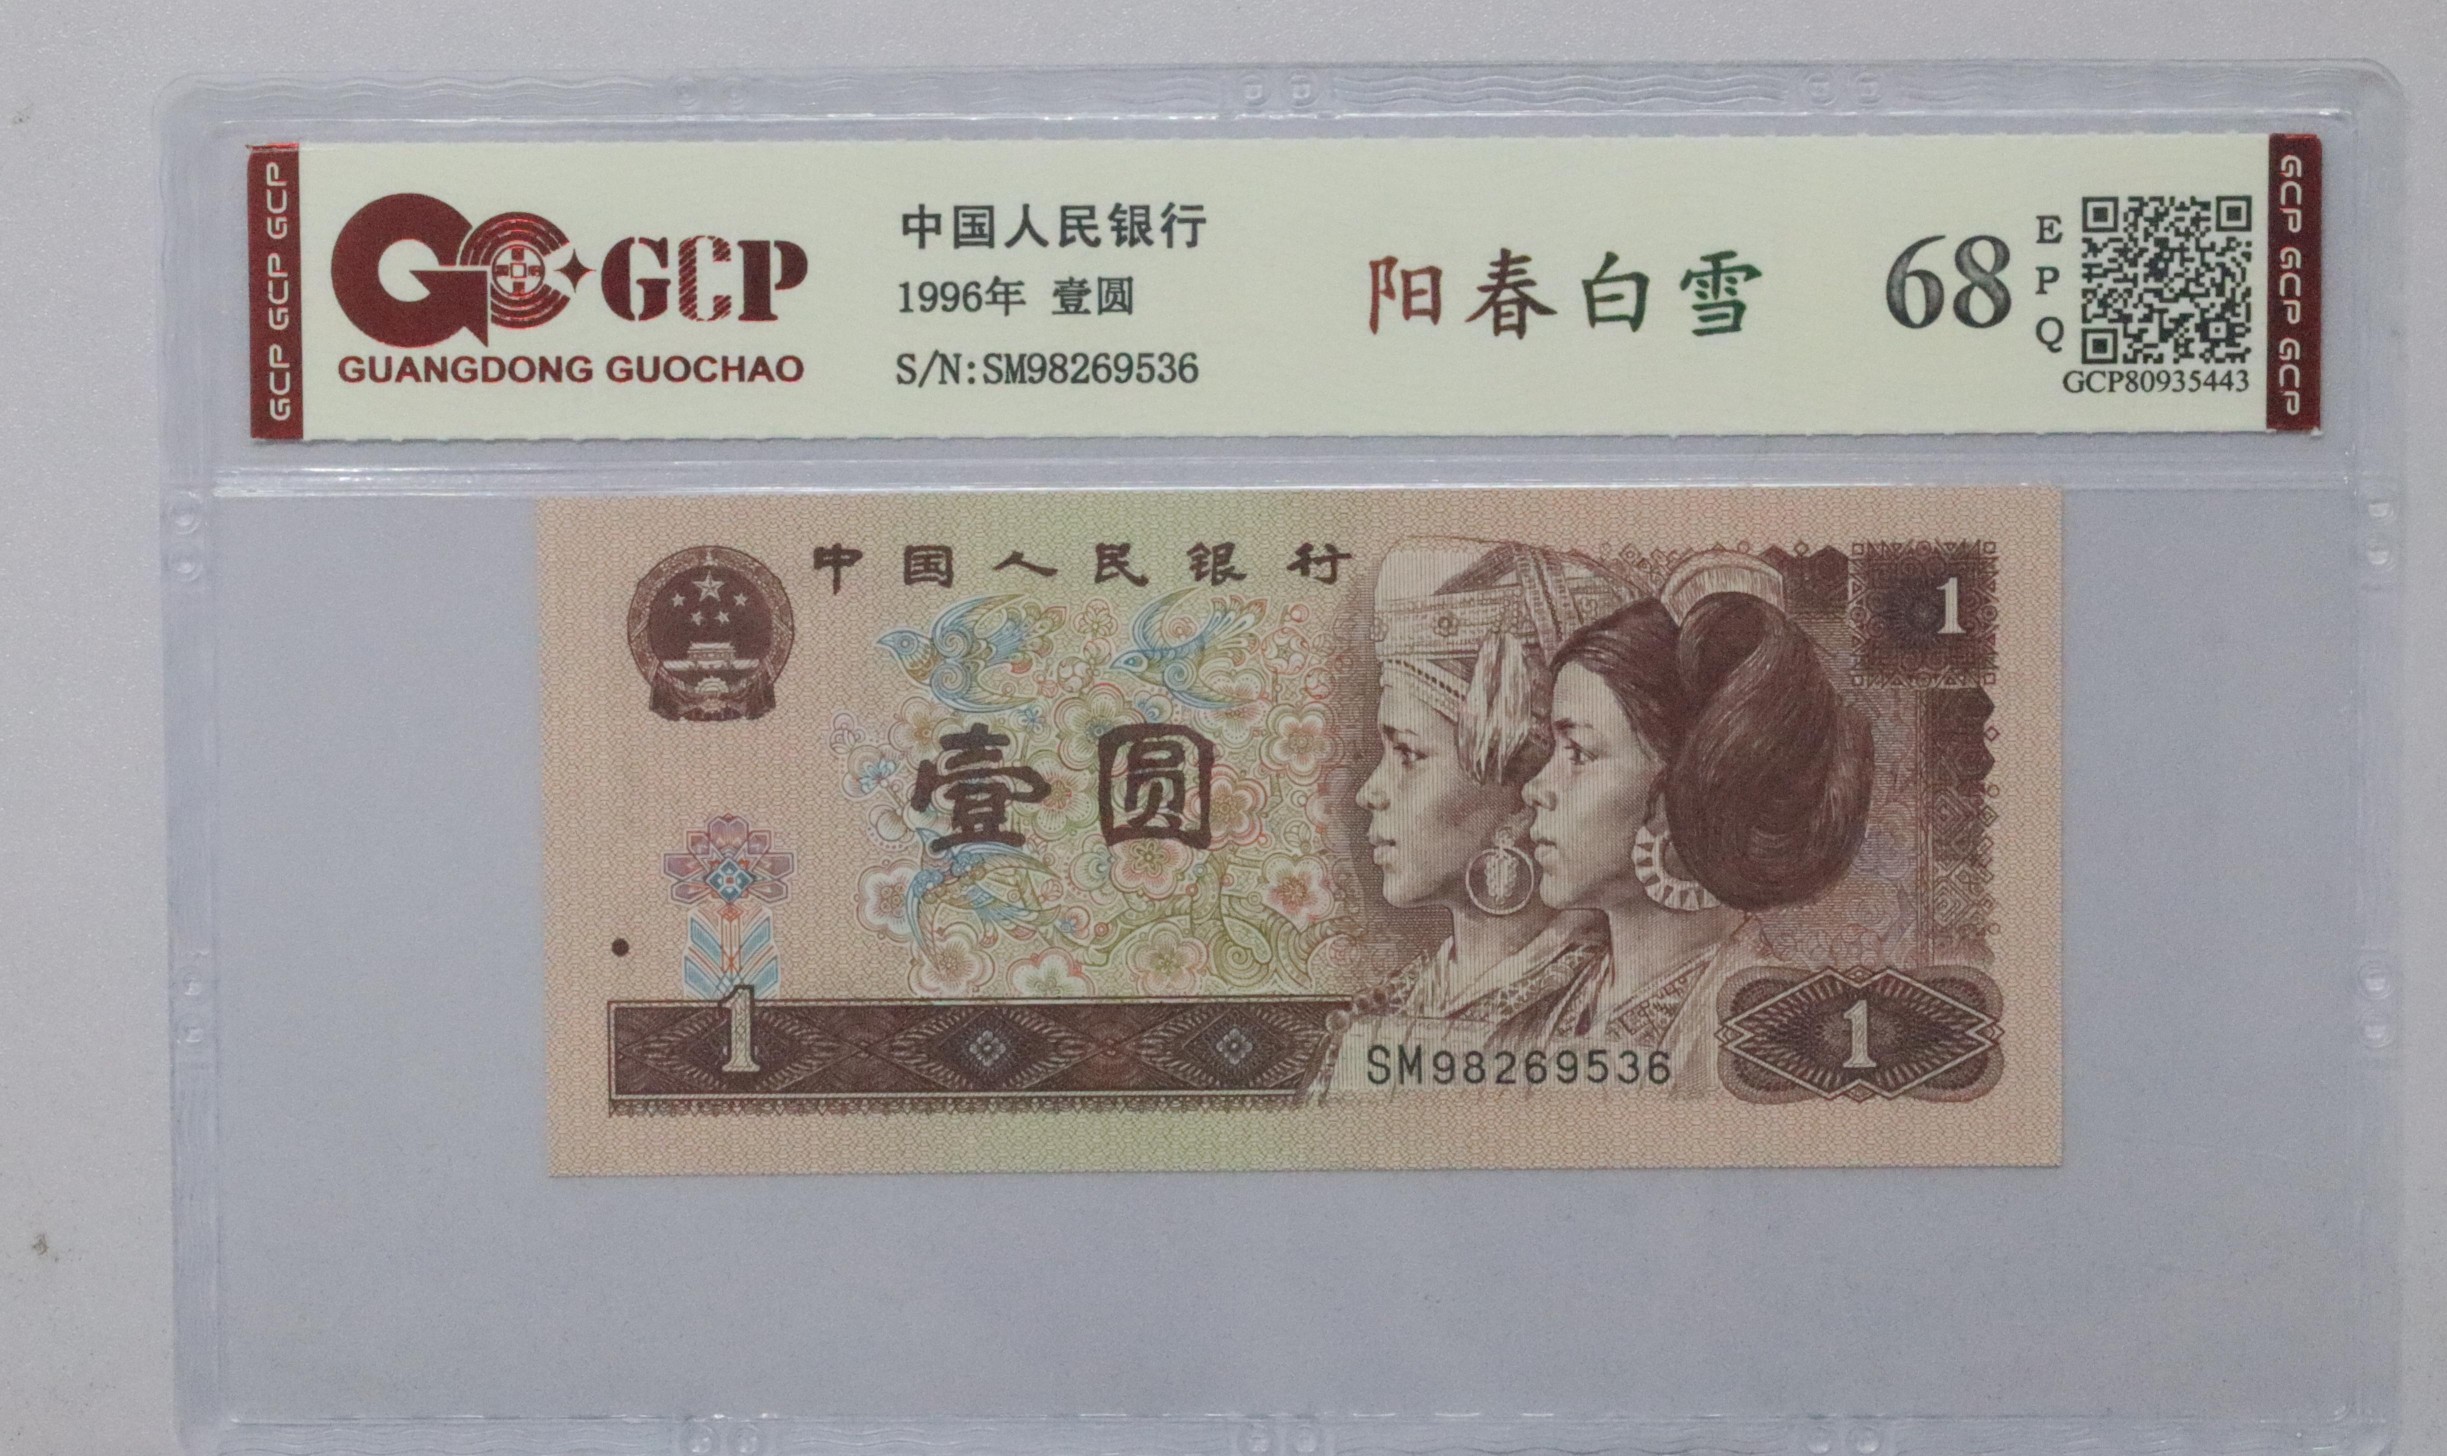 GCP GCP GCP
GCP
GUANGDONG GUOCHAO
中国人民银行
1996年 壹圆
S/N:SM98269536
阳春白雪
68
E
P
Q
GCP80935443
GCP GCP GCP
中国人民银行
1
壹圆
1
SM98269536
1